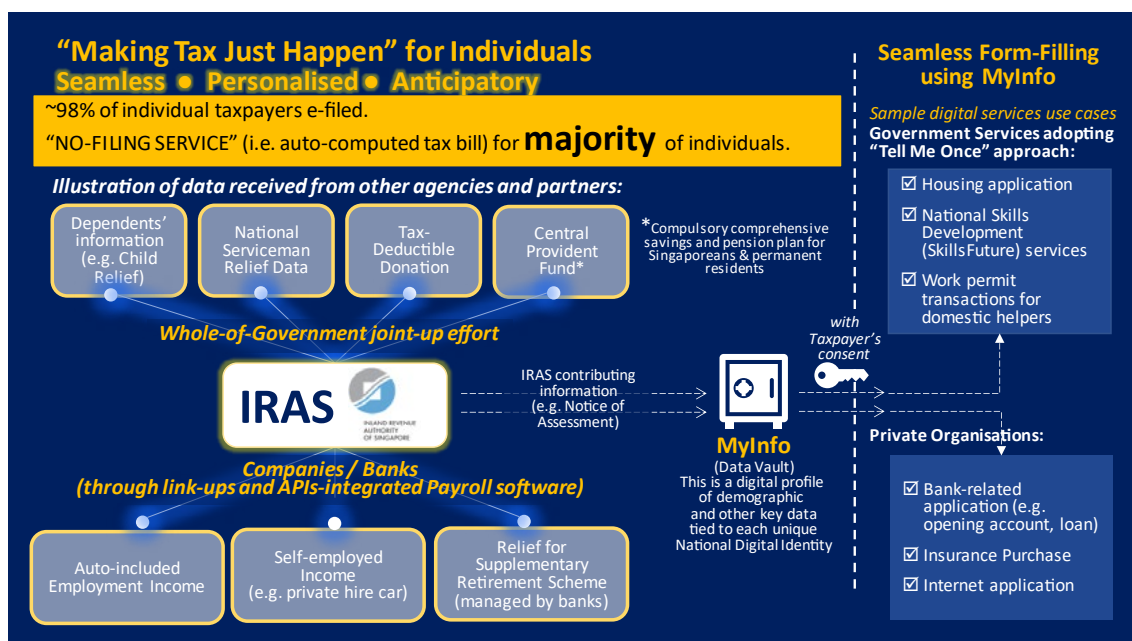 “Making Tax Just Happen” for Individuals
Seamless ● Personalised ● Anticipatory
~98% of individual taxpayers e-filed.
“NO-FILING SERVICE” (i.e. auto-computed tax bill) for majority of individuals.
Illustration of data received from other agencies and partners:
Dependents’
information
(e.g. Child
Relief)
National
Serviceman
Relief Data
Tax-
Deductible
Donation
Central
Provident
Fund*
*Compulsory comprehensive
savings and pension plan for
Singaporeans & permanent
residents
Whole-of-Government joint-up effort
IRAS
INLAND REVENUE
AUTHORITY
OF SINGAPORE
IRAS contributing
information
(e.g. Notice of
Assessment)
Companies / Banks
(through link-ups and APIs-integrated Payroll software)
Auto-included
Employment Income
Self-employed
Income
(e.g. private hire car)
Relief for
Supplementary
Retirement Scheme
(managed by banks)
MyInfo
(Data Vault)
This is a digital profile
of demographic
and other key data
tied to each unique
National Digital Identity
with
Taxpayer’s
consent
Seamless Form-Filling
using MyInfo
Sample digital services use cases
Government Services adopting
“Tell Me Once” approach:
☑ Housing application
☑ National Skills
Development
(SkillsFuture) services
☑ Work permit
transactions for
domestic helpers
Private Organisations:
☑ Bank-related
application (e.g.
opening account, loan)
☑ Insurance Purchase
☑ Internet application